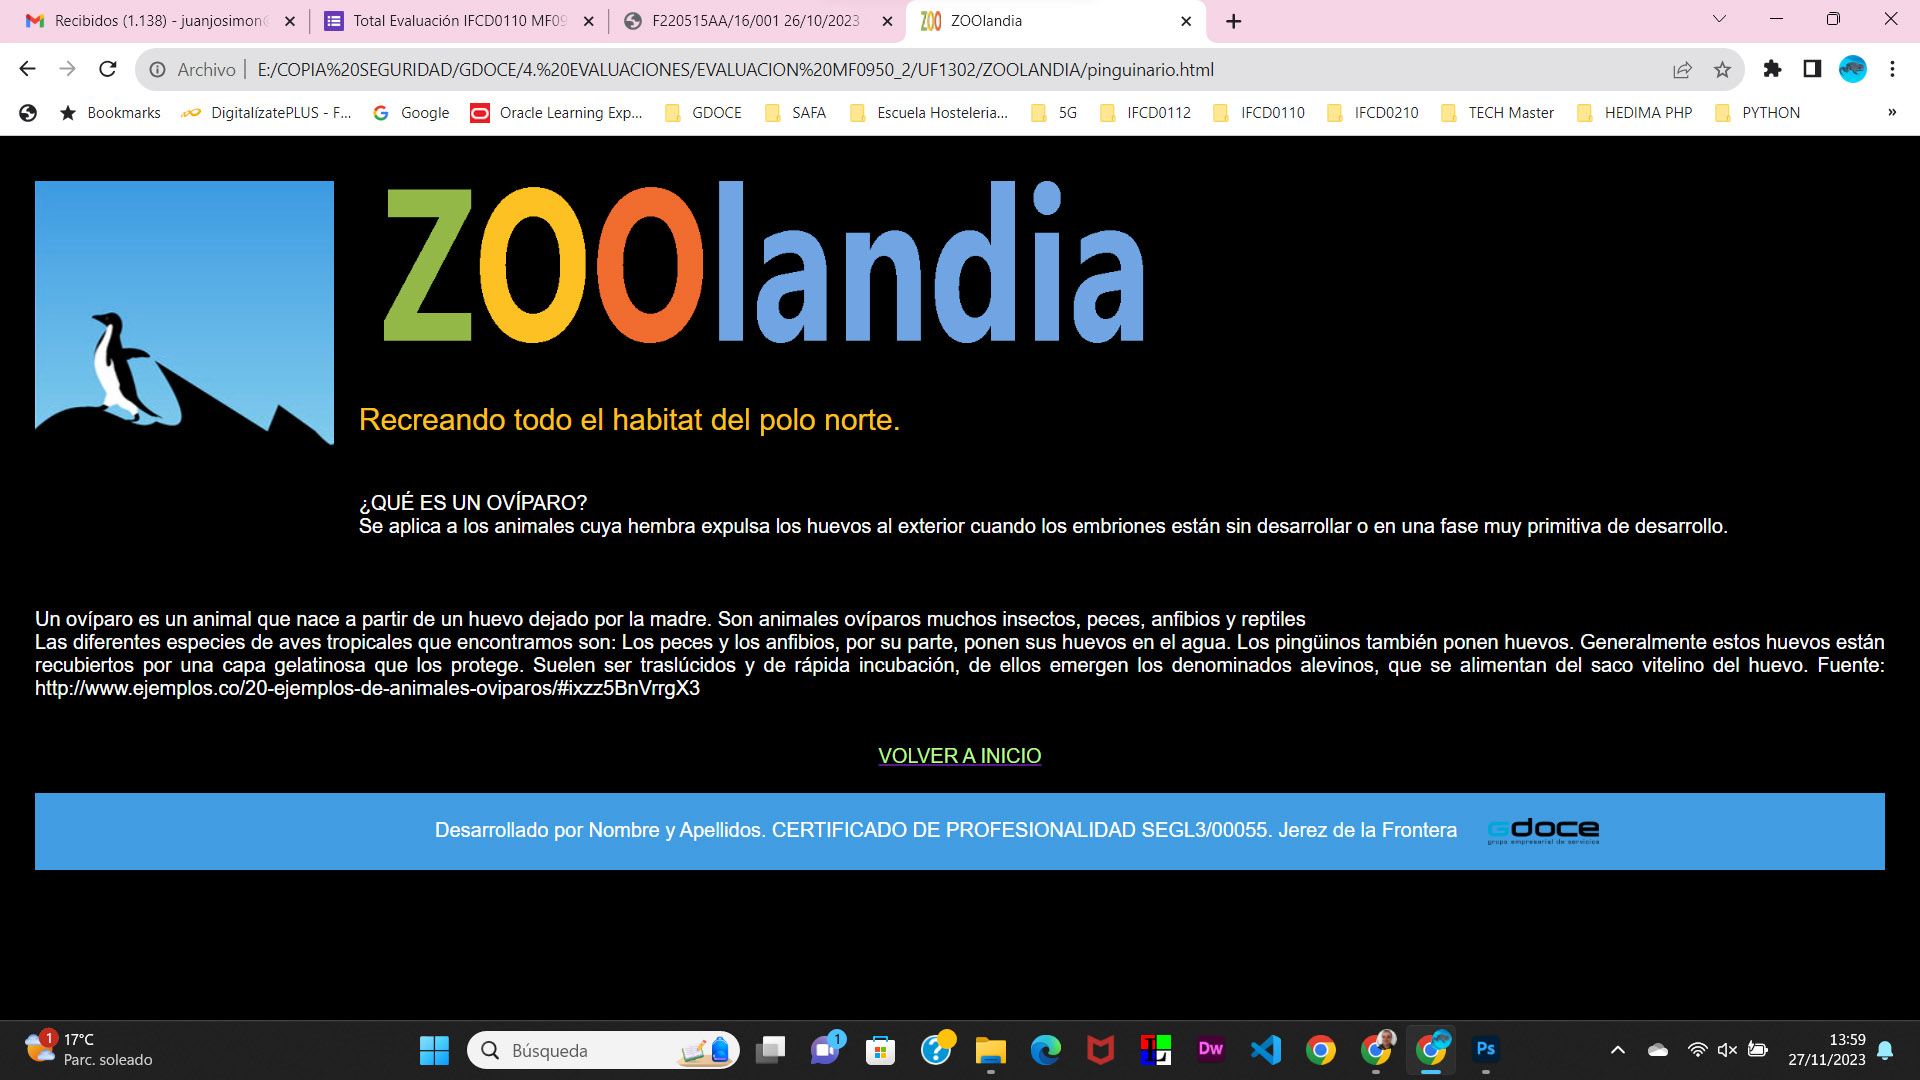 Recibidos (1.138) - juanjosimon
Total Evaluación IFCD0110 MF09
F220515AA/16/001 26/10/2023
ZOO ZOOlandia
Archivo | E:/COPIA%20SEGURIDAD/GDOCE/4.%20EVALUACIONES/EVALUACION%20MF0950_2/UF1302/ZOOLANDIA/pinguinario.html
Bookmarks DigitalízatePLUS - F... Google Oracle Learning Exp... GDOCE SAFA Escuela Hosteleria... 5G IFCD0112 IFCD0110 IFCD0210 TECH Master HEDIMA PHP PYTHON »
ZOOlandia
Recreando todo el habitat del polo norte.
¿QUÉ ES UN OVÍPARO?
Se aplica a los animales cuya hembra expulsa los huevos al exterior cuando los embriones están sin desarrollar o en una fase muy primitiva de desarrollo.
Un ovíparo es un animal que nace a partir de un huevo dejado por la madre. Son animales ovíparos muchos insectos, peces, anfibios y reptiles
Las diferentes especies de aves tropicales que encontramos son: Los peces y los anfibios, por su parte, ponen sus huevos en el agua. Los pingüinos también ponen huevos. Generalmente estos huevos están
recubiertos por una capa gelatinosa que los protege. Suelen ser traslúcidos y de rápida incubación, de ellos emergen los denominados alevinos, que se alimentan del saco vitelino del huevo. Fuente:
http://www.ejemplos.co/20-ejemplos-de-animales-oviparos/#ixzz5BnVrrgX3
VOLVER A INICIO
Desarrollado por Nombre y Apellidos. CERTIFICADO DE PROFESIONALIDAD SEGL3/00055. Jerez de la Frontera
Gdoce
grupo empresarial de servicios
1
17°C
Parc. soleado
Búsqueda
1
Dw
Ps
13:59
27/11/2023